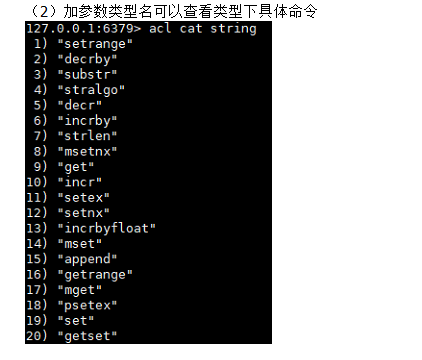 （2）加参数类型名可以查看类型下具体命令
127.0.0.1:6379> acl cat string
1) "setrange"
2) "decrby"
3) "substr"
4) "stralgo"
5) "decr"
6) "incrby"
7) "strlen"
8) "msetnx"
9) "get"
10) "incr"
11) "setex"
12) "setnx"
13) "incrbyfloat"
14) "mset"
15) "append"
16) "getrange"
17) "mget"
18) "psetex"
19) "set"
20) "getset"